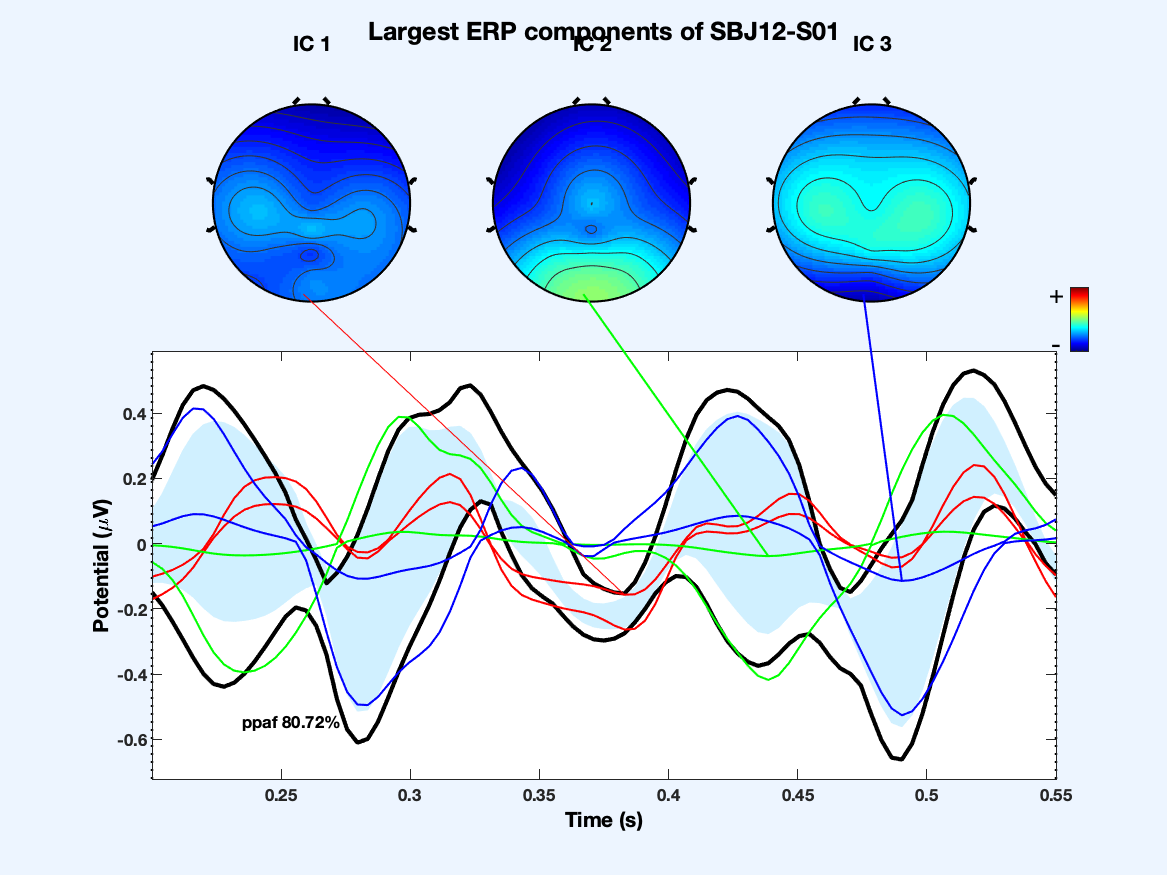 Largest ERP components of SBJ12-S01
IC 1
IC 2
IC 3
+
-
0.4
0.2
0
-0.2
-0.4
-0.6
Potential (μV)
ppaf 80.72%
0.25
0.3
0.35
0.4
0.45
0.5
0.55
Time (s)